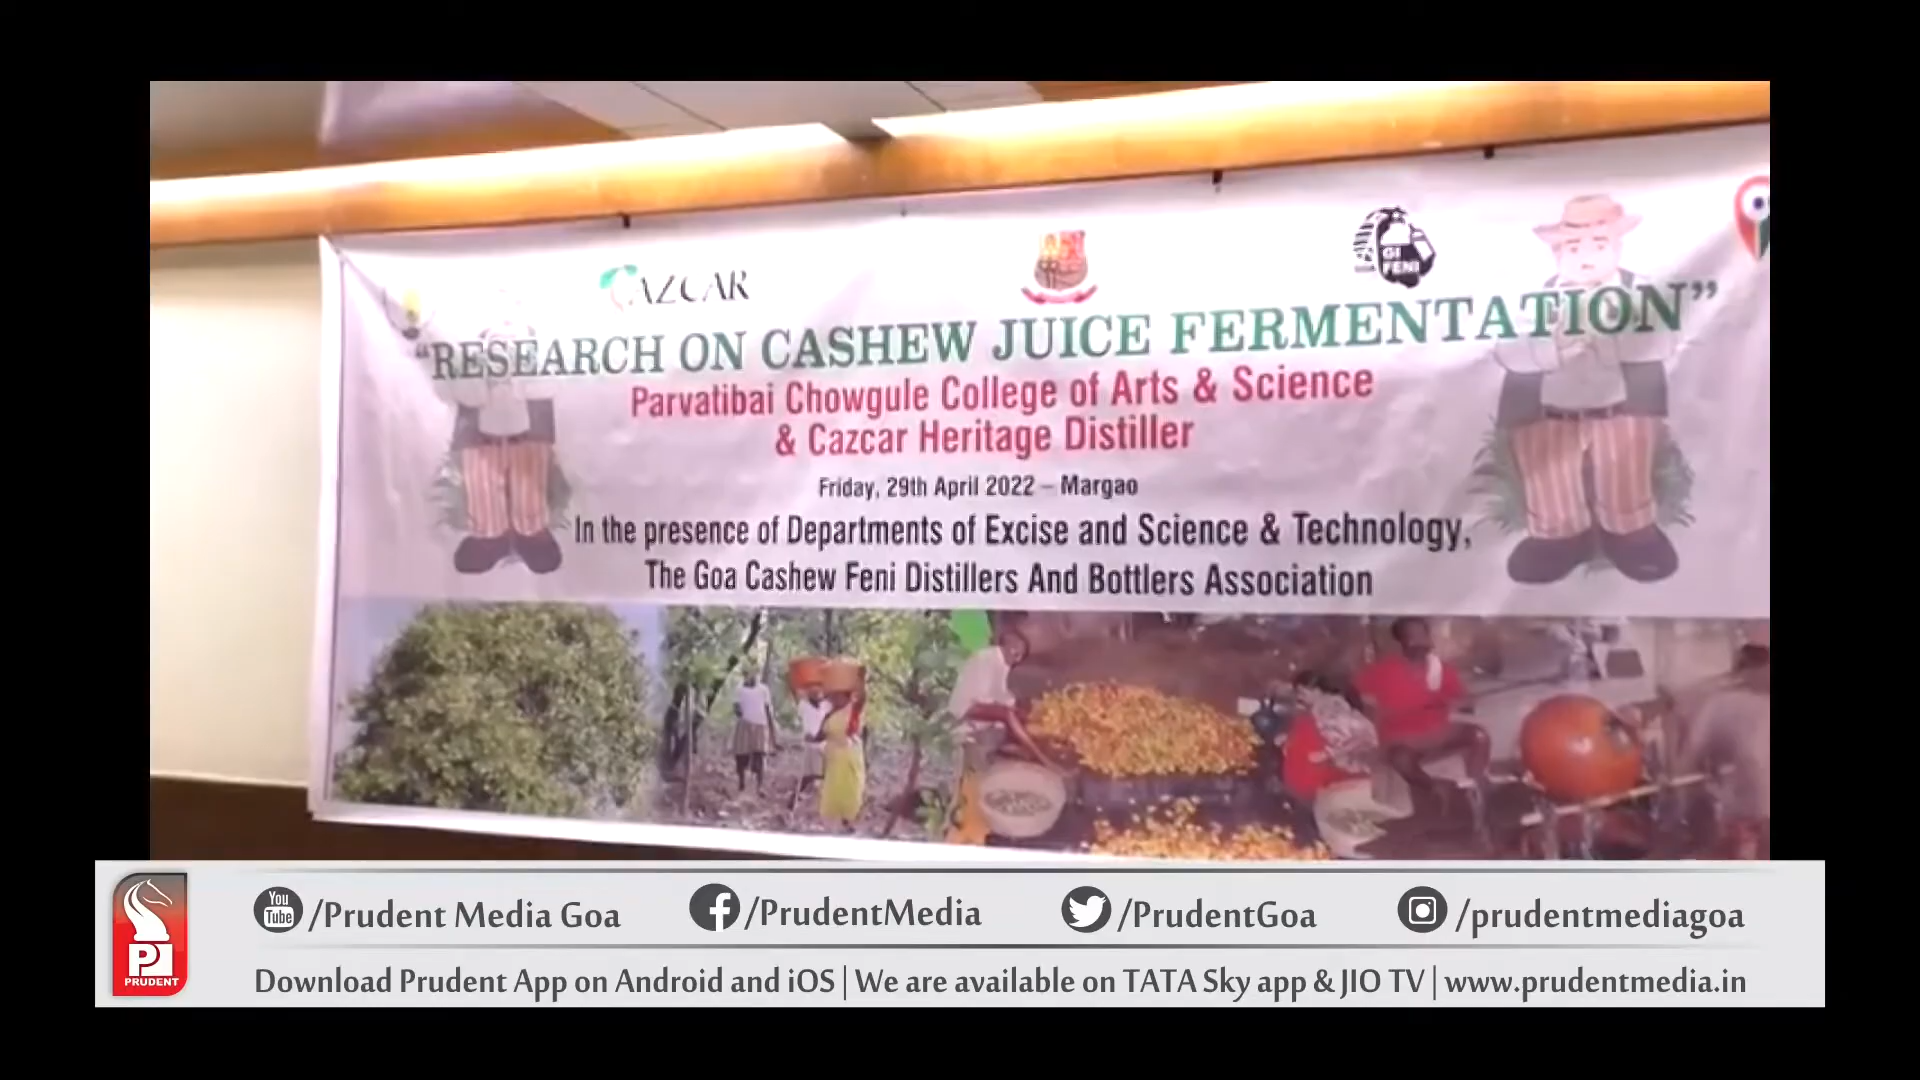 CAZCAR
GI
FENI
"RESEARCH ON CASHEW JUICE FERMENTATION"
Parvatibai Chowgule College of Arts & Science
& Cazcar Heritage Distiller
Friday, 29th April 2022 – Margao
In the presence of Departments of Excise and Science & Technology,
The Goa Cashew Feni Distillers And Bottlers Association
You
Tube
/Prudent Media Goa
/PrudentMedia
/PrudentGoa
/prudentmediagoa
PRUDENT
Download Prudent App on Android and iOS | We are available on TATA Sky app & JIO TV | www.prudentmedia.in